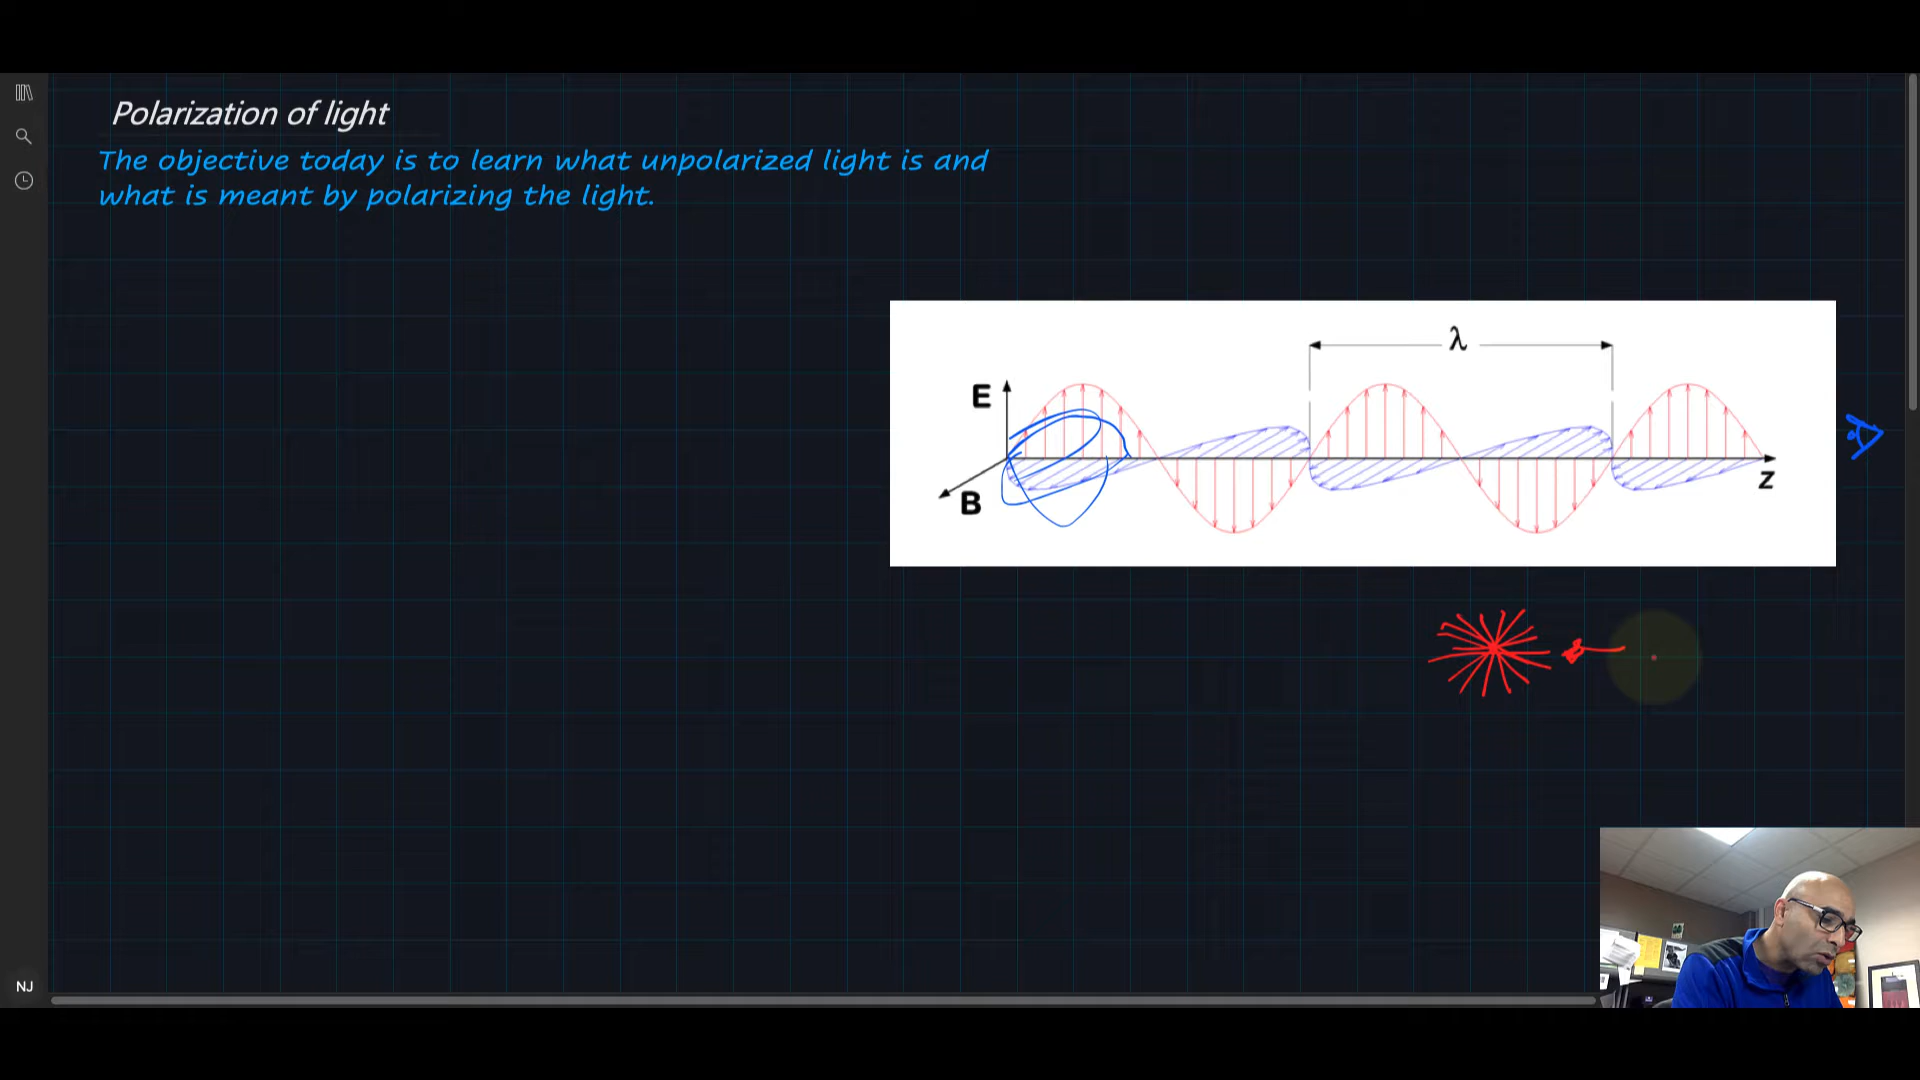 Polarization of light
The objective today is to learn what unpolarized light is and
what is meant by polarizing the light.
λ
E
B
z
NJ